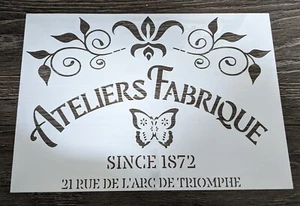 ATELIERS FABRIQUE
SINCE 1872
21 RUE DE L'ARC DE TRIOMPHE